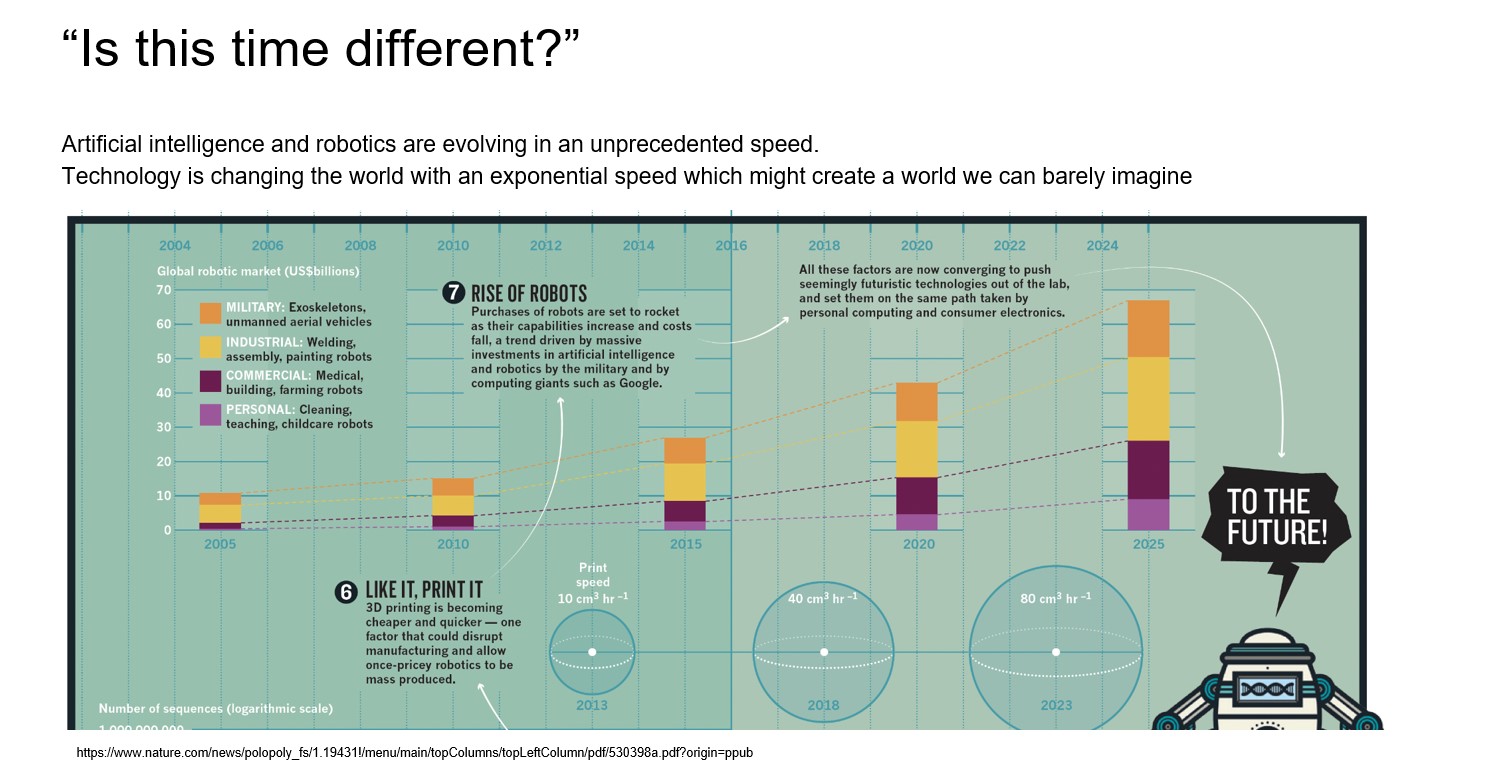 “Is this time different?”
Artificial intelligence and robotics are evolving in an unprecedented speed.
Technology is changing the world with an exponential speed which might create a world we can barely imagine
2004 2006 2008 2010 2012 2014 2016 2018 2020 2022 2024
Global robotic market (US$billions)
70
60
50
40
30
20
10
0
MILITARY: Exoskeletons,
unmanned aerial vehicles
INDUSTRIAL: Welding,
assembly, painting robots
COMMERCIAL: Medical,
building, farming robots
PERSONAL: Cleaning,
teaching, childcare robots
7 RISE OF ROBOTS
Purchases of robots are set to rocket
as their capabilities increase and costs
fall, a trend driven by massive
investments in artificial intelligence
and robotics by the military and by
computing giants such as Google.
All these factors are now converging to push
seemingly futuristic technologies out of the lab,
and set them on the same path taken by
personal computing and consumer electronics.
2005 2010 2015 2020 2025
TO THE
FUTURE!
6 LIKE IT, PRINT IT
3D printing is becoming
cheaper and quicker — one
factor that could disrupt
manufacturing and allow
once-pricey robotics to be
mass produced.
Print
speed
10 cm³ hr⁻¹
40 cm³ hr⁻¹
80 cm³ hr⁻¹
2013 2018 2023
Number of sequences (logarithmic scale)
1,000,000,000
https://www.nature.com/news/polopoly_fs/1.19431!/menu/main/topColumns/topLeftColumn/pdf/530398a.pdf?origin=ppub